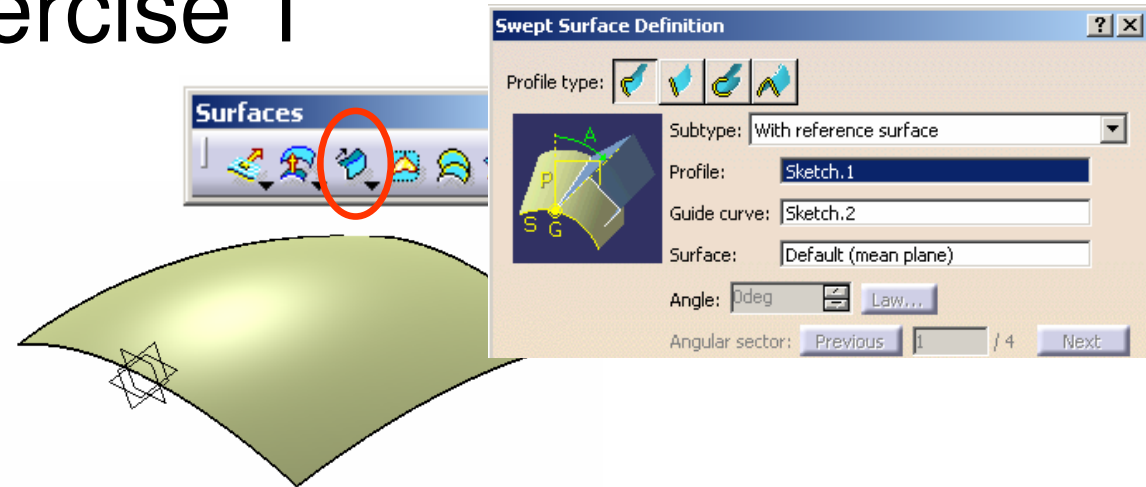 ercise 1
Swept Surface Definition
Profile type:
Surfaces
Subtype: With reference surface
Profile: Sketch.1
Guide curve: Sketch.2
Surface: Default (mean plane)
Angle: 0deg Law...
Angular sector: Previous 1 / 4 Next
A
P
S G